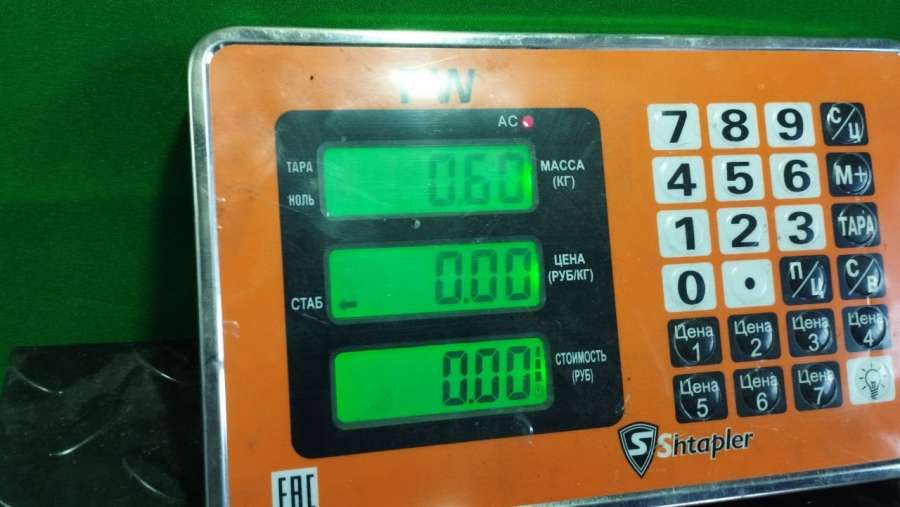 PW
AC
ТАРА
НОЛЬ
0.60
МАССА
(КГ)
СТАБ
0.00
ЦЕНА
(РУБ/КГ)
0.00
СТОИМОСТЬ
(РУБ)
7 8 9 С/Ц
4 5 6 М+
1 2 3 ТАРА
0 . П/Ц С/В
Цена 1 Цена 2 Цена 3 Цена 4
Цена 5 Цена 6 Цена 7
S Shtapler
EAC